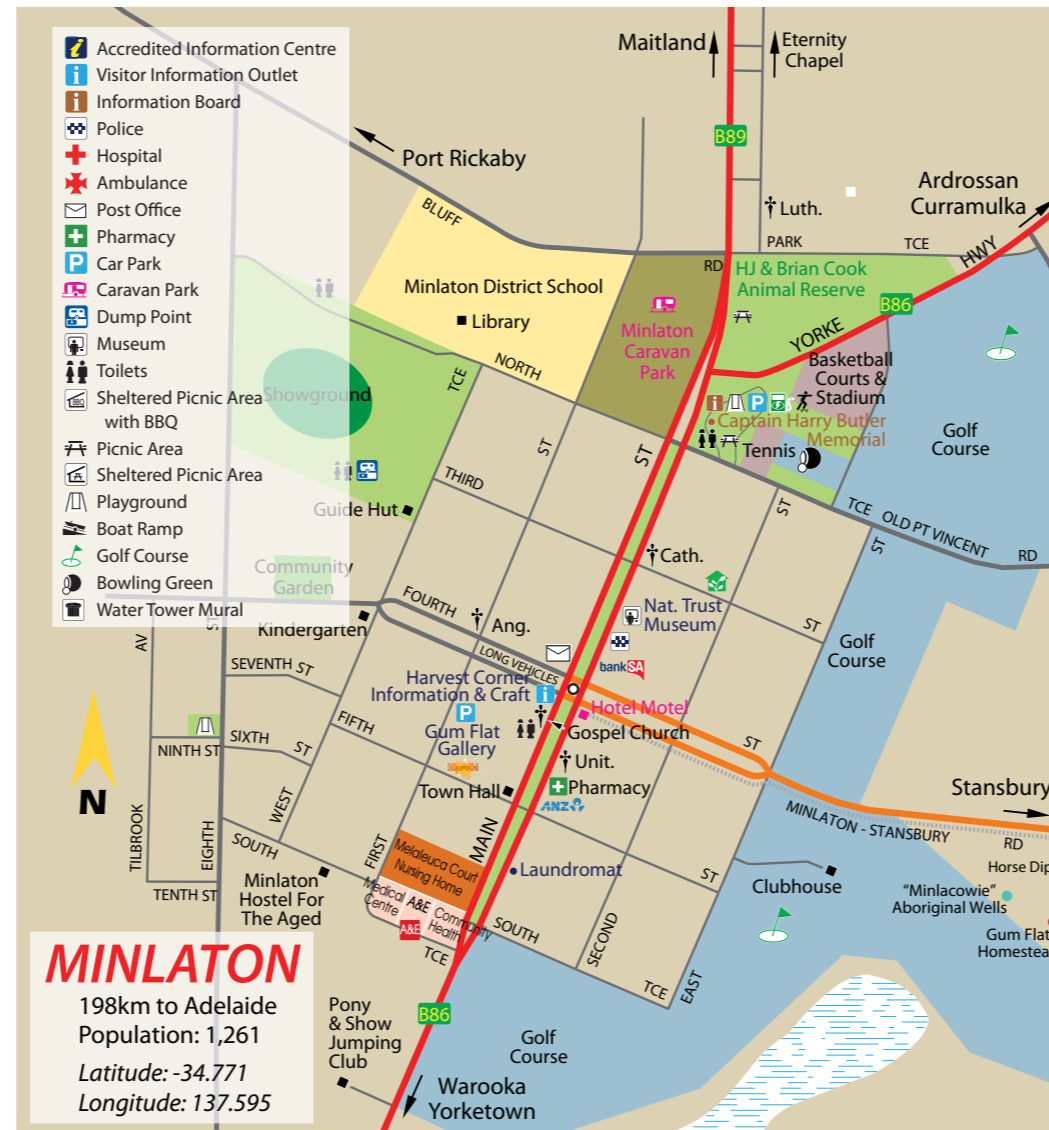 Accredited Information Centre
Visitor Information Outlet
Information Board
Police
Hospital
Ambulance
Post Office
Pharmacy
Car Park
Caravan Park
Dump Point
Museum
Toilets
Sheltered Picnic Area
with BBQ
Picnic Area
Sheltered Picnic Area
Playground
Boat Ramp
Golf Course
Bowling Green
Water Tower Mural
Maitland
Eternity
Chapel
B89
Port Rickaby
Ardrossan
Curramulka
Luth.
BLUFF
PARK
TCE
HWY
RD
HJ & Brian Cook
Animal Reserve
B86
Minlaton District School
Library
Minlaton
Caravan
Park
YORKE
Basketball
Courts &
Stadium
NORTH
TCE
Showground
Captain Harry Butler
Memorial
Golf
Course
Tennis
ST
ST
THIRD
ST
TCE
OLD PT VINCENT
RD
ST
Guide Hut
Cath.
Community
Garden
FOURTH
Nat. Trust
Museum
ST
Kindergarten
Ang.
LONG VEHICLES
bankSA
Golf
Course
AV
ST
SEVENTH ST
Harvest Corner
Information & Craft
Hotel Motel
FIFTH
Gospel Church
ST
Gum Flat
Gallery
SIXTH
ST
NINTH ST
Unit.
Pharmacy
ANZ
Town Hall
Stansbury
N
MINLATON - STANSBURY
RD
TILBROOK
EIGHTH
WEST
SOUTH
FIRST
MAIN
Melaleuca Court
Nursing Home
Laundromat
ST
Clubhouse
Horse Dip
"Minlacowie"
Aboriginal Wells
TENTH ST
Minlaton
Hostel For
The Aged
Medical
Centre
A&E
Community
Health
A&E
SOUTH
SECOND
Gum Flat
Homestea
TCE
TCE
EAST
MINLATON
198km to Adelaide
Population: 1,261
Latitude: -34.771
Longitude: 137.595
Pony
& Show
Jumping
Club
B86
Golf
Course
Warooka
Yorketown